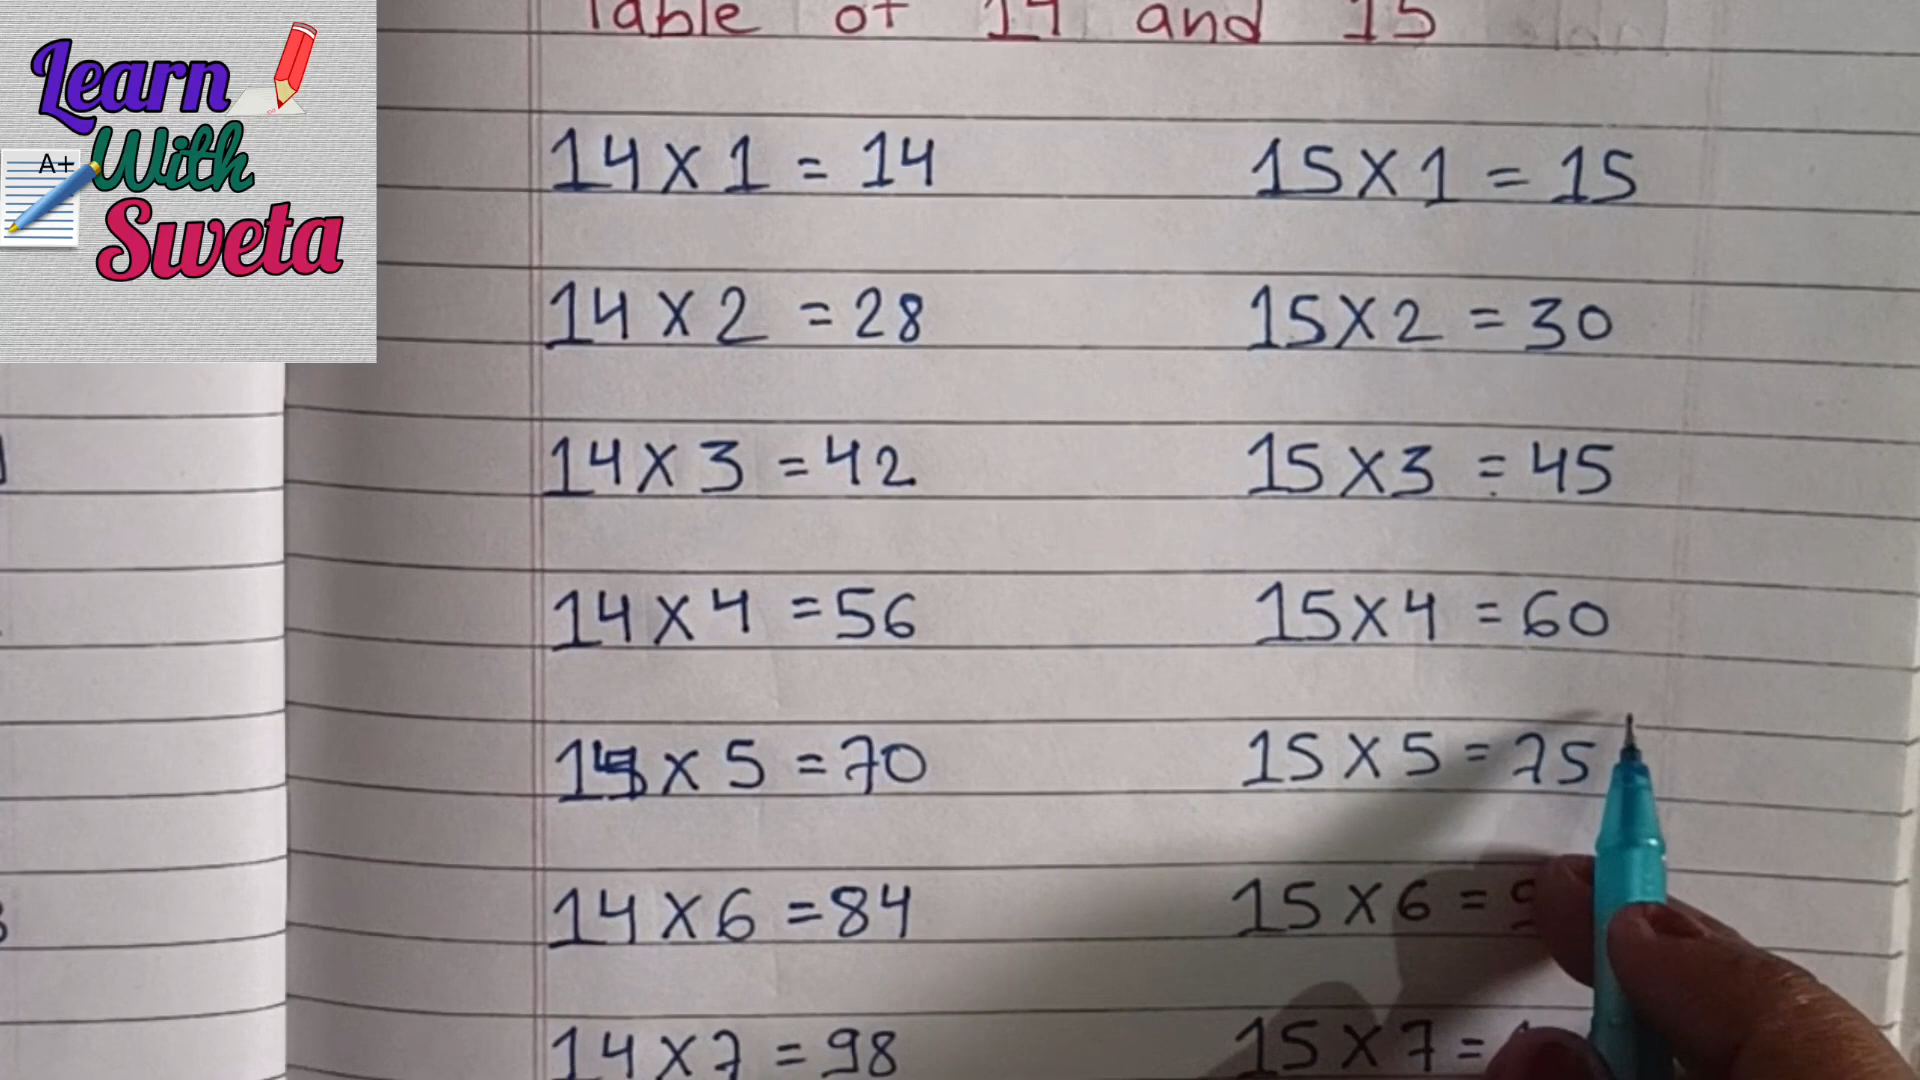 Learn
With
Sweta
A+
Table of 14 and 15
14 X 1 = 14 15 X 1 = 15
14 X 2 = 28 15 X 2 = 30
14 X 3 = 42 15 X 3 = 45
14 X 4 = 56 15 X 4 = 60
14 X 5 = 70 15 X 5 = 75
14 X 6 = 84 15 X 6 =
14 X 7 = 98 15 X 7 =